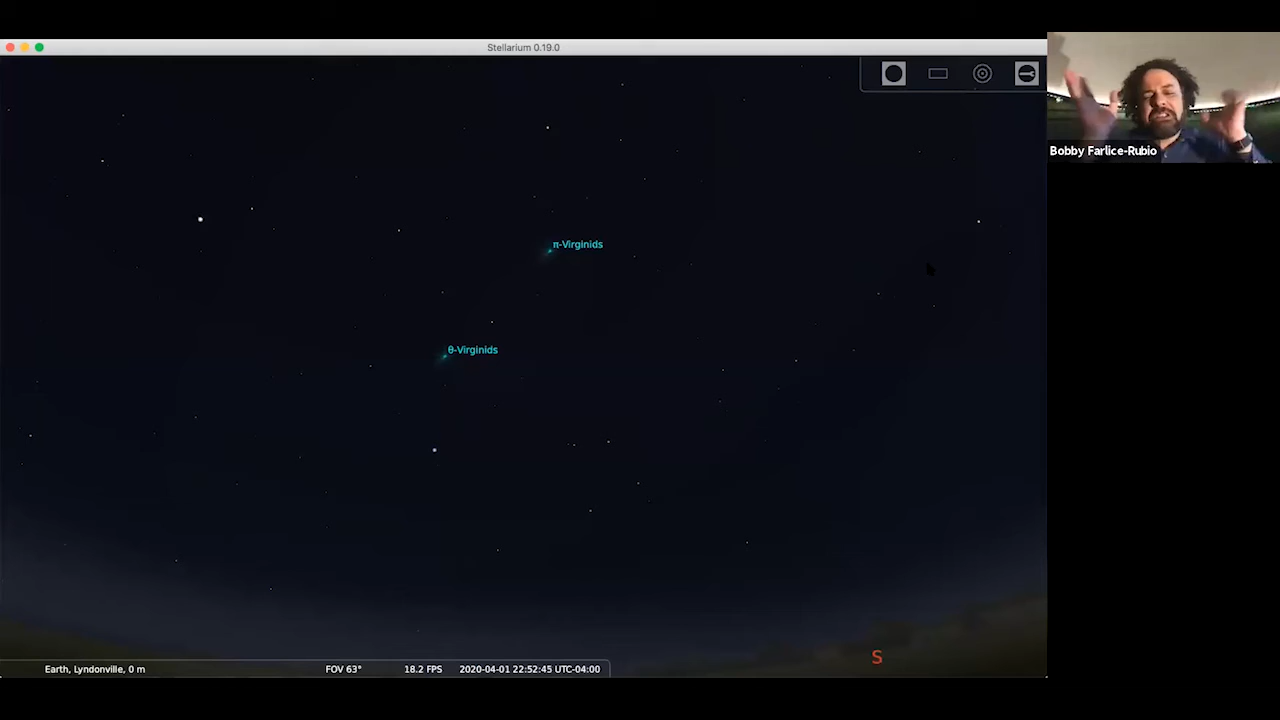 Stellarium 0.19.0
Bobby Farlice-Rubio
π-Virginids
θ-Virginids
S
Earth, Lyndonville, 0 m FOV 63° 18.2 FPS 2020-04-01 22:52:45 UTC-04:00